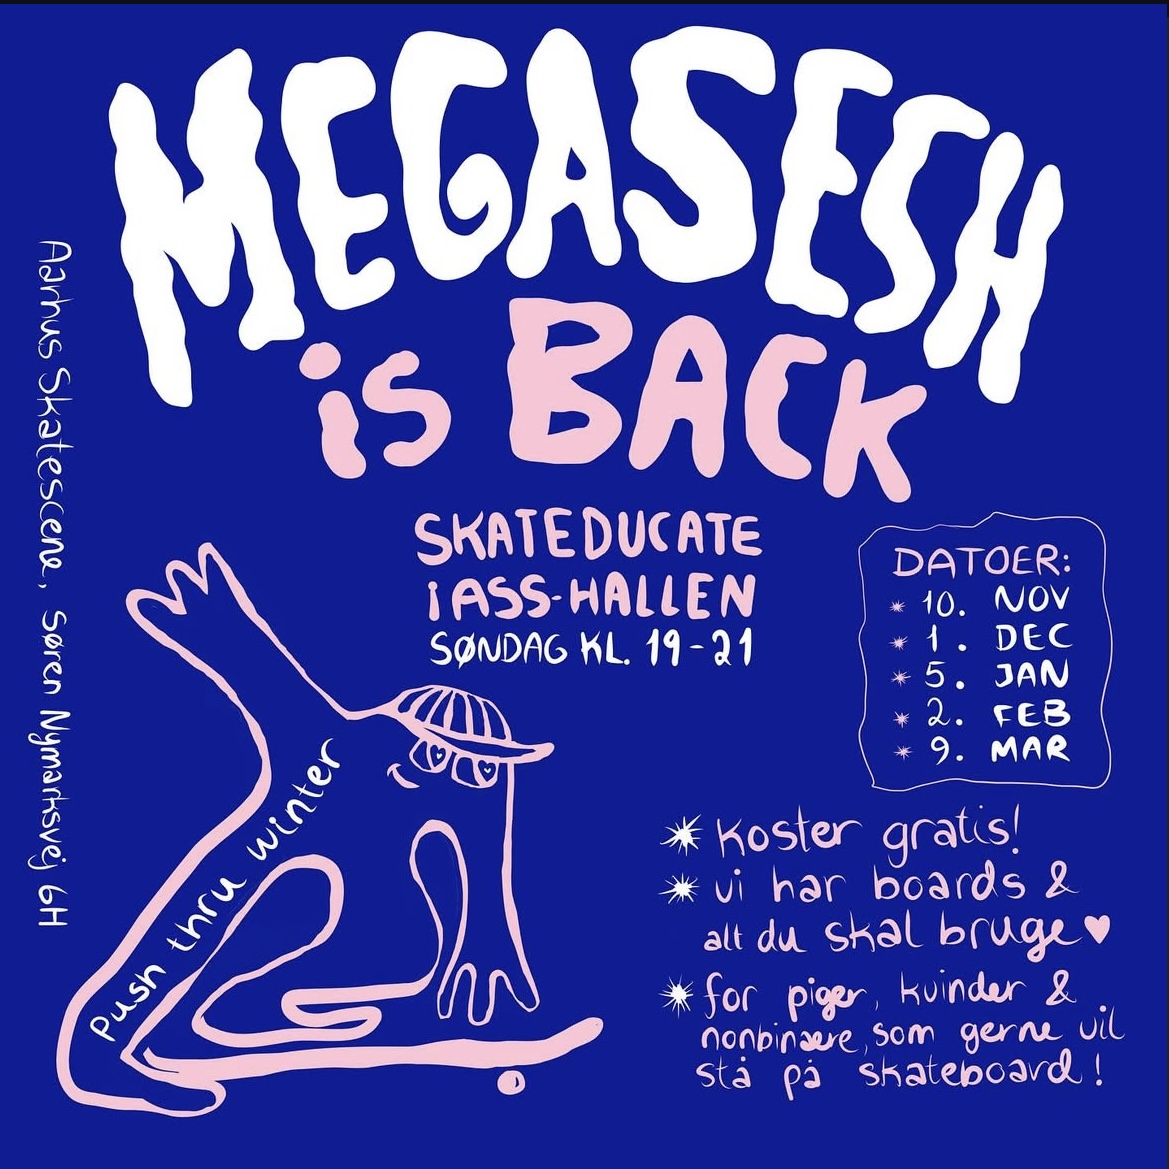 MEGASESH
is BACK
SKATEDUCATE
i ASS-HALLEN
SØNDAG KL. 19-21
DATOER:
10. NOV
1. DEC
5. JAN
2. FEB
9. MAR
koster gratis!
vi har boards &
alt du skal bruge ♥
for piger, kvinder &
nonbinære, som gerne vil
stå på skateboard!
push thru winter
Aarhus Skatescene, Søren Nymarksvej 6H